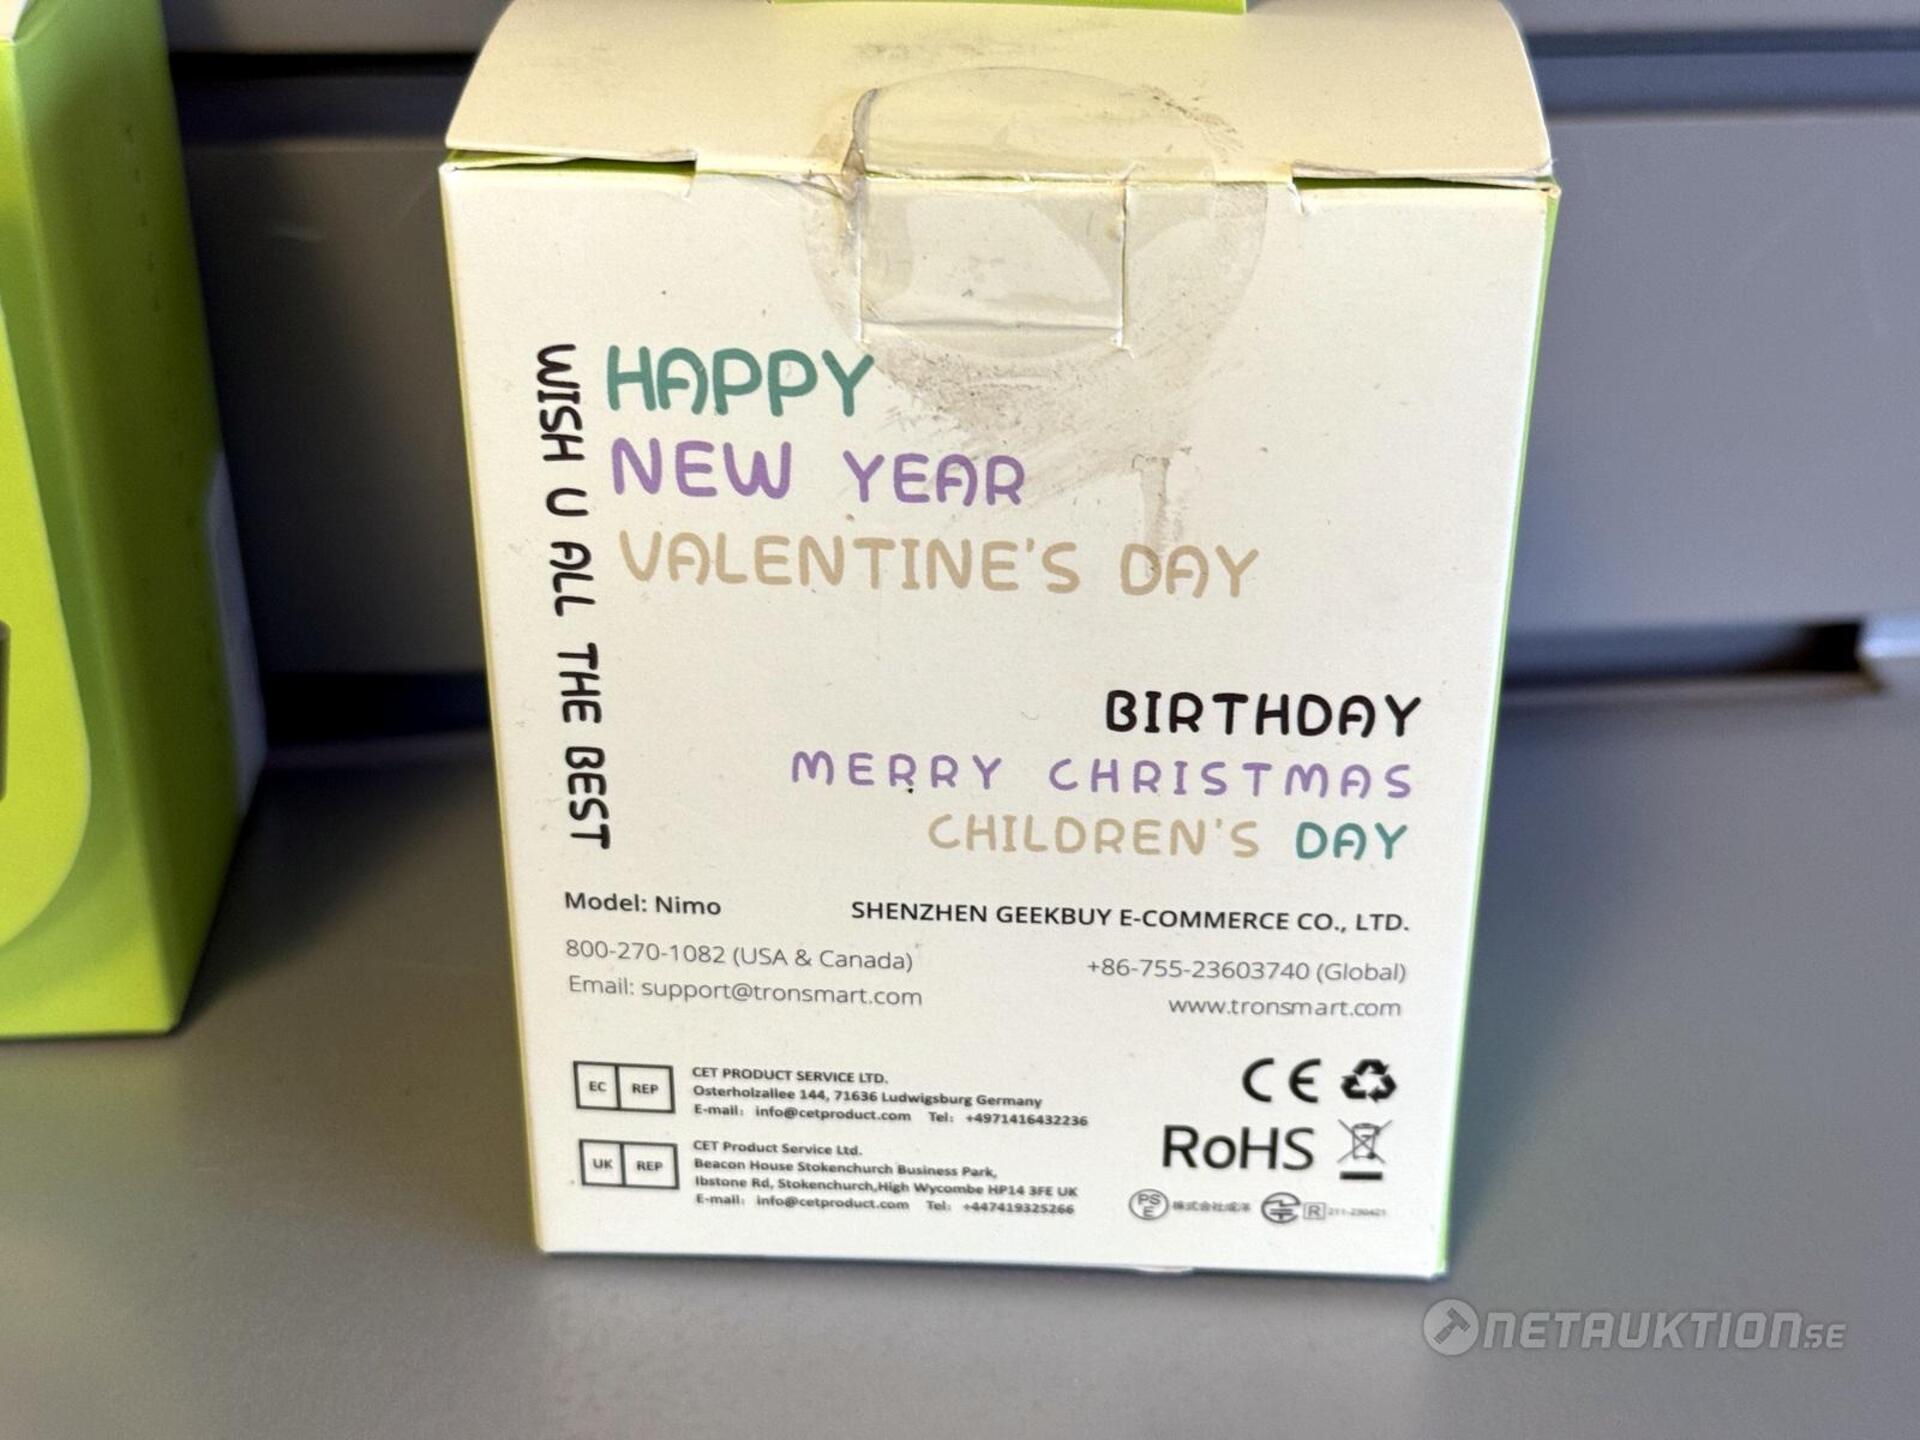 WISH U ALL THE BEST
HAPPY
NEW YEAR
VALENTINE'S DAY
BIRTHDAY
MERRY CHRISTMAS
CHILDREN'S DAY
Model: Nimo
SHENZHEN GEEKBUY E-COMMERCE CO., LTD.
800-270-1082 (USA & Canada)
+86-755-23603740 (Global)
Email: support@tronsmart.com
www.tronsmart.com
EC REP
CET PRODUCT SERVICE LTD.
Osterholzallee 144, 71636 Ludwigsburg Germany
E-mail: info@cetproduct.com Tel: +4971416432236
CE
UK REP
CET Product Service Ltd.
Beacon House Stokenchurch Business Park,
Ibstone Rd, Stokenchurch,High Wycombe HP14 3FE UK
E-mail: info@cetproduct.com Tel: +447419325266
RoHS
PSE
R
NETAUKTION.SE